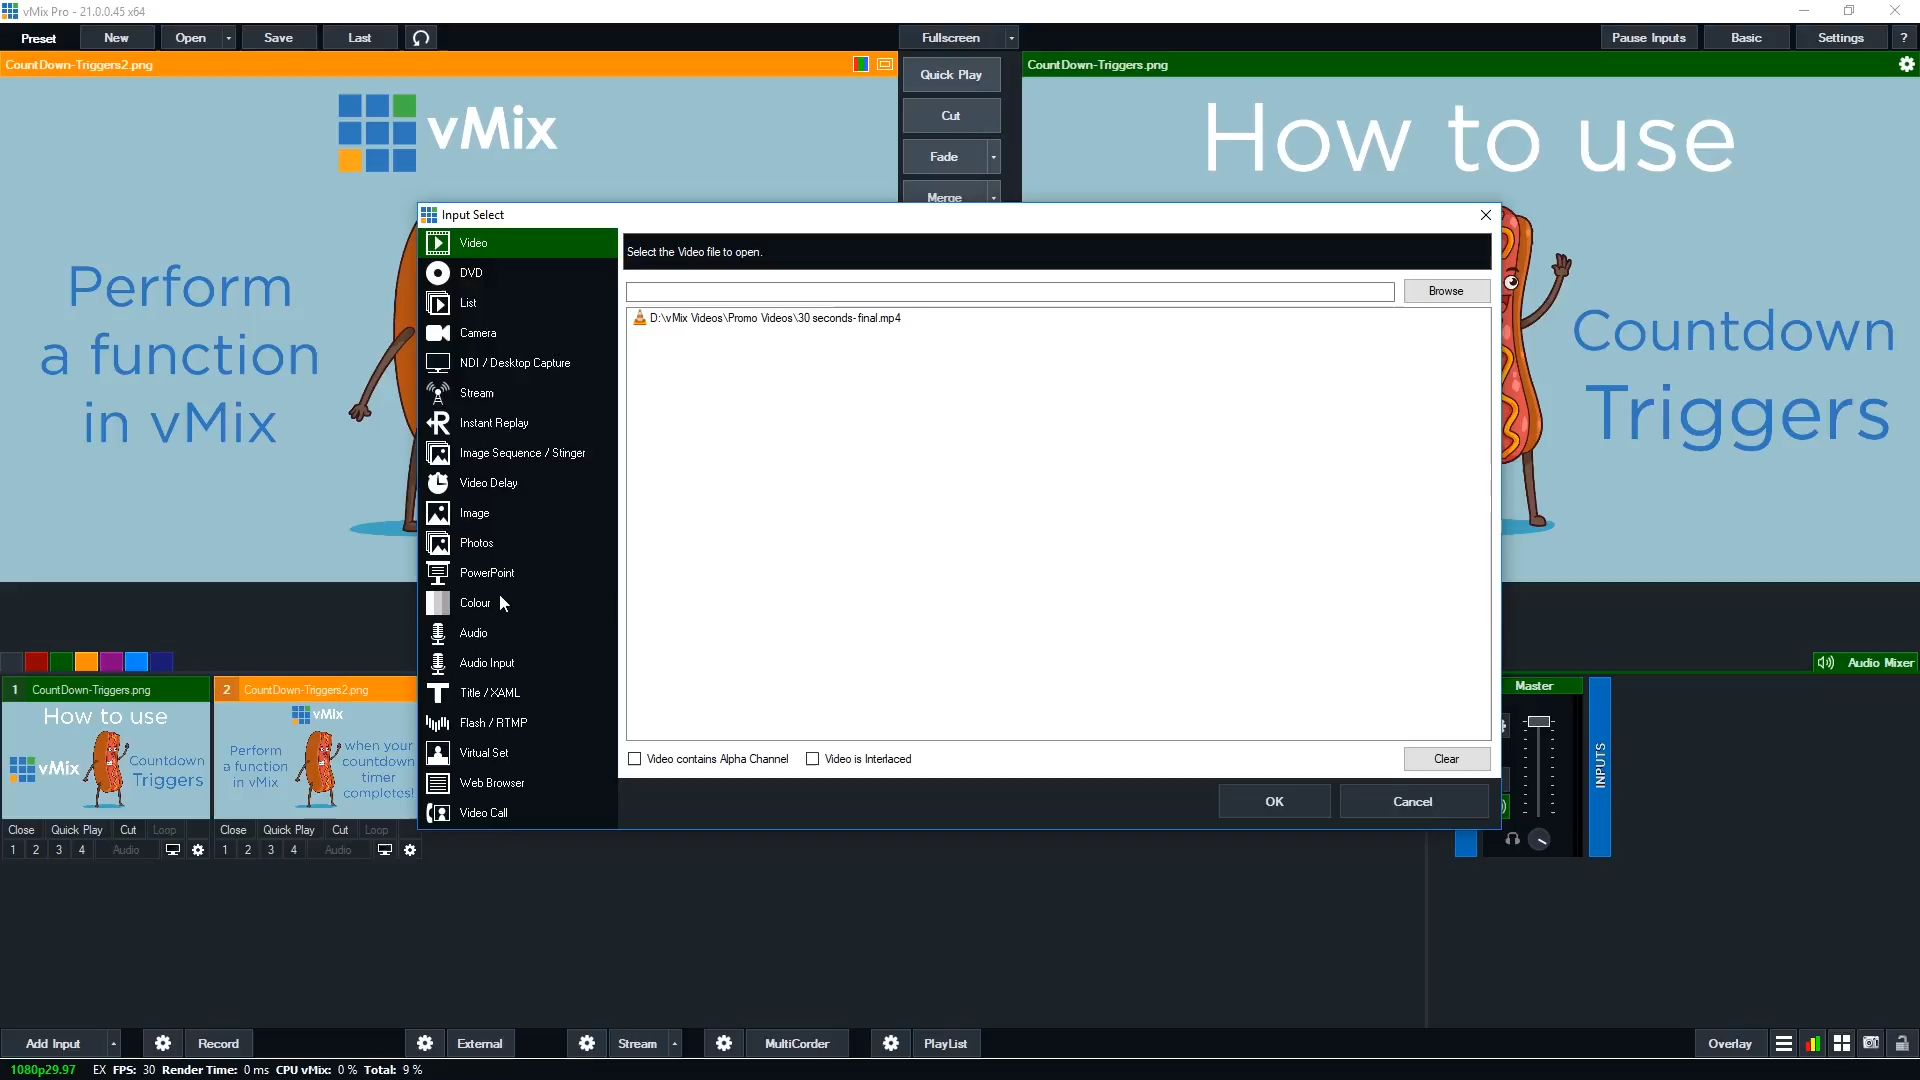 vMix Pro - 21.0.0.45 x64
Preset
New
Open
Save
Last
Fullscreen
Pause Inputs
Basic
Settings
?
CountDown-Triggers2.png
Quick Play
CountDown-Triggers.png
Cut
Fade
Merge
vMix
Perform
a function
in vMix
How to use
Countdown
Triggers
Input Select
Video
DVD
List
Camera
NDI / Desktop Capture
Stream
Instant Replay
Image Sequence / Stinger
Video Delay
Image
Photos
PowerPoint
Colour
Audio
Audio Input
Title / XAML
Flash / RTMP
Virtual Set
Web Browser
Video Call
Select the Video file to open.
Browse
D:\vMix Videos\Promo Videos\30 seconds-final.mp4
Video contains Alpha Channel
Video is Interlaced
Clear
OK
Cancel
1 CountDown-Triggers.png
How to use
vMix
Countdown
Triggers
Close Quick Play Cut Loop
1 2 3 4 Audio
2 CountDown-Triggers2.png
vMix
Perform
a function
in vMix
when your
countdown
timer
completes!
Close Quick Play Cut Loop
1 2 3 4 Audio
Audio Mixer
Master
INPUTS
Add Input
Record
External
Stream
MultiCorder
PlayList
Overlay
1080p29.97 EX FPS: 30 Render Time: 0 ms CPU vMix: 0 % Total: 9 %